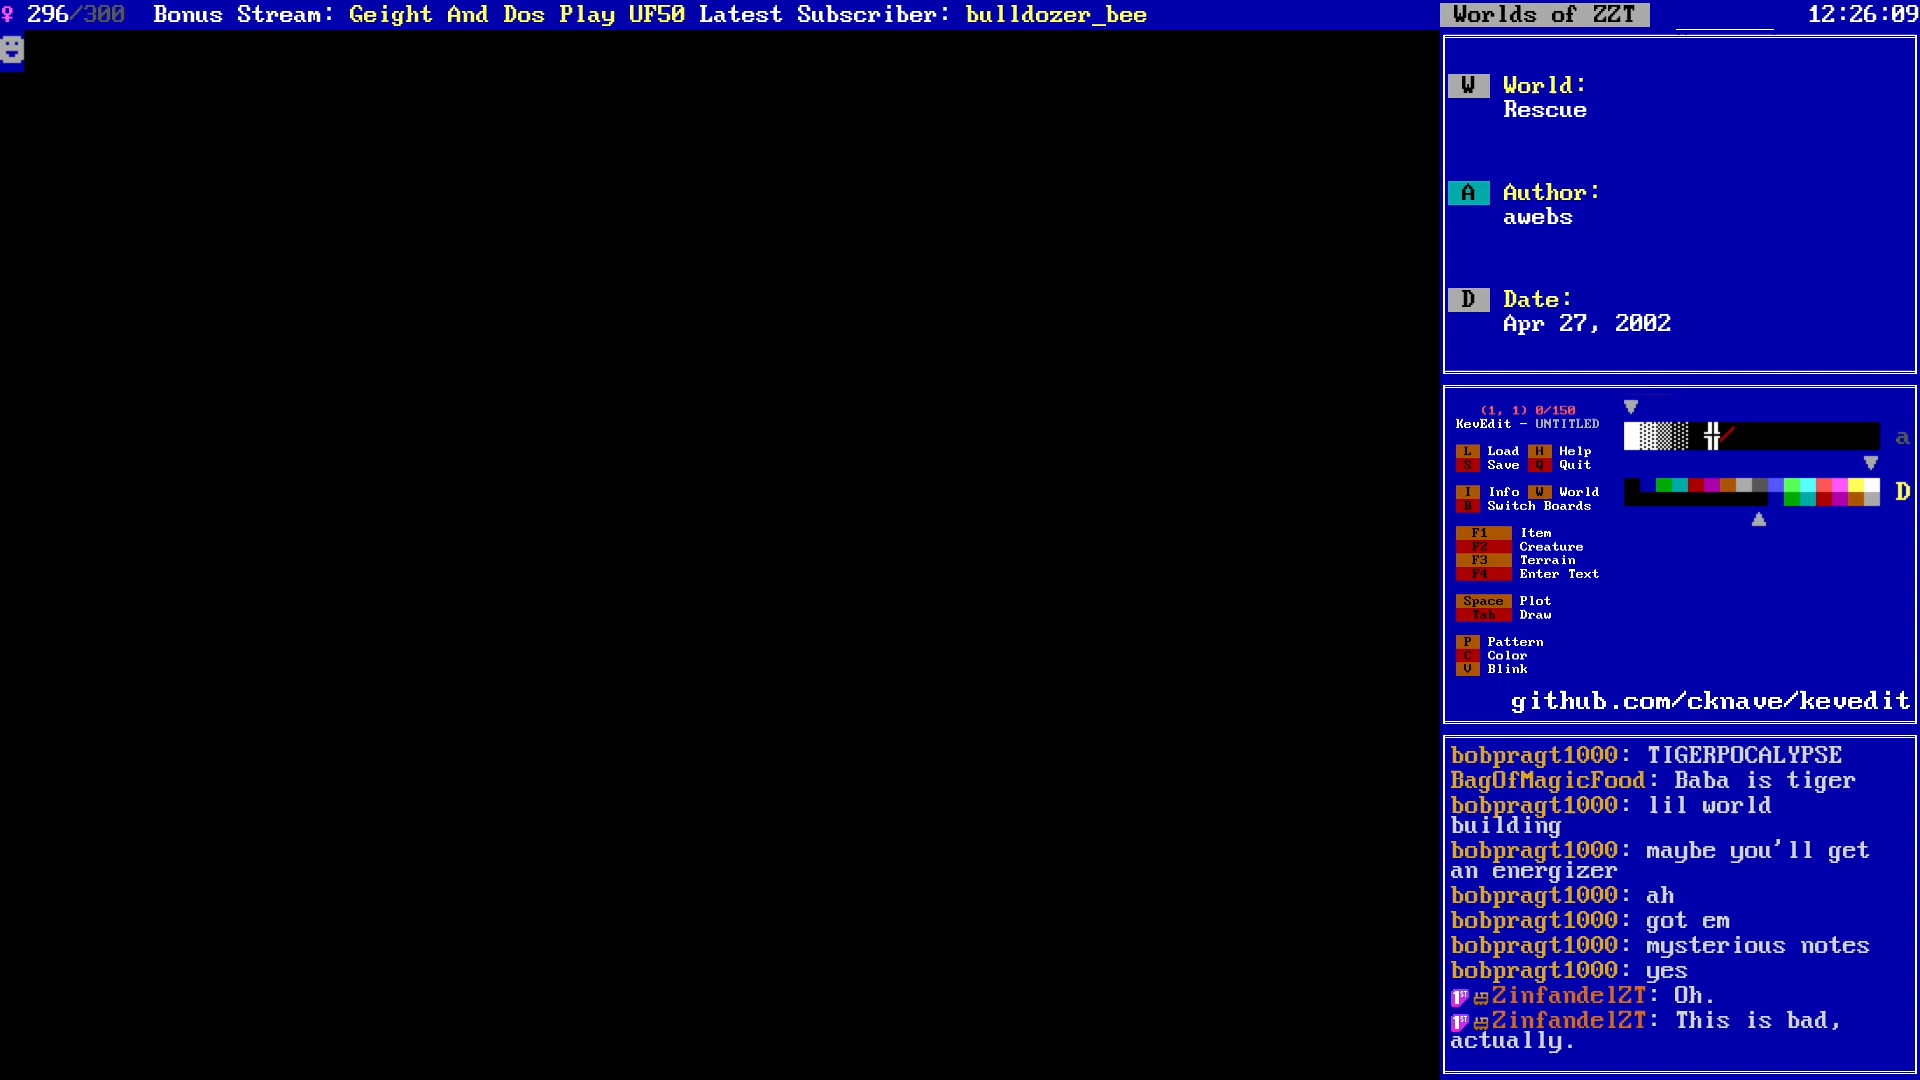 ♀ 296/300 Bonus Stream: Geight And Dos Play UF50 Latest Subscriber: bulldozer_bee
Worlds of ZZT 12:26:09
W World:
Rescue
A Author:
awebs
D Date:
Apr 27, 2002
(1, 1) 0/150
KevEdit - UNTITLED
L Load H Help
S Save Q Quit
I Info W World
B Switch Boards
F1 Item
F2 Creature
F3 Terrain
F4 Enter Text
Space Plot
Tab Draw
P Pattern
C Color
V Blink
a
D
github.com/cknave/kevedit
bobpragt1000: TIGERPOCALYPSE
BagOfMagicFood: Baba is tiger
bobpragt1000: lil world
building
bobpragt1000: maybe you'll get
an energizer
bobpragt1000: ah
bobpragt1000: got em
bobpragt1000: mysterious notes
bobpragt1000: yes
1ST ZinfandelZT: Oh.
1ST ZinfandelZT: This is bad,
actually.